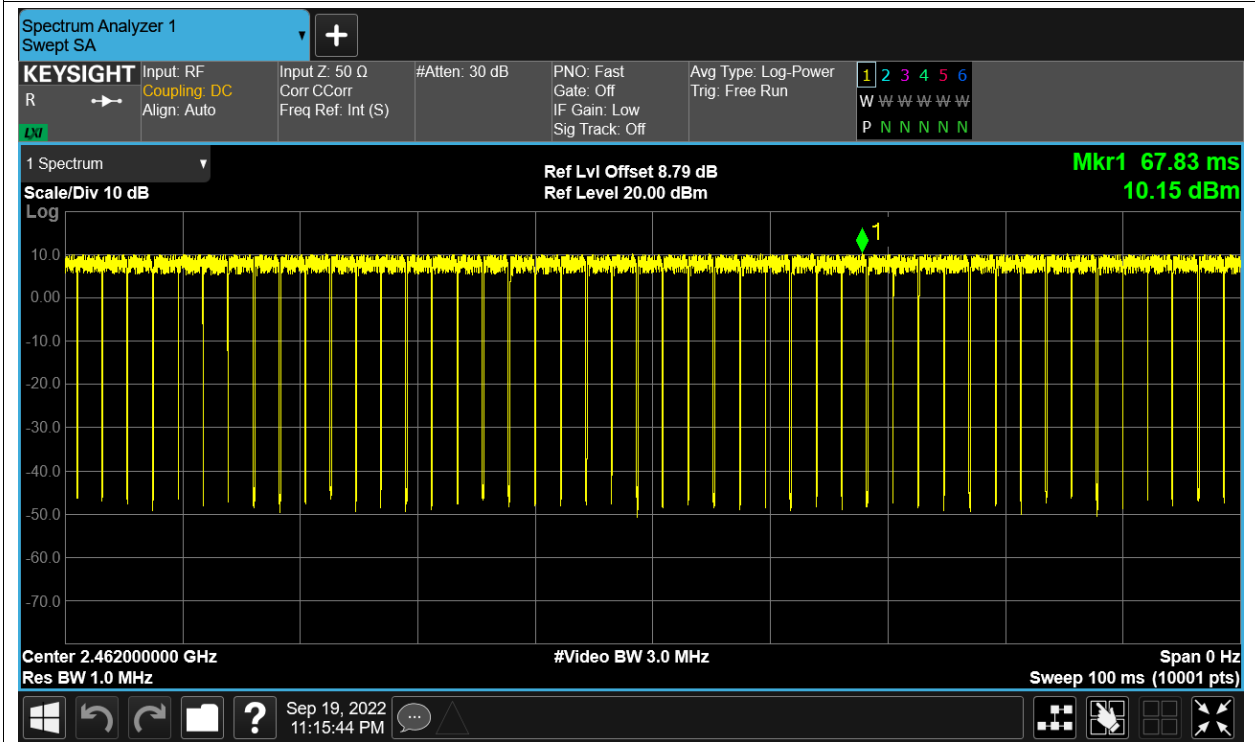 Spectrum Analyzer 1
Swept SA
+
KEYSIGHT
R
LXI
Input: RF
Coupling: DC
Align: Auto
Input Z: 50 Ω
Corr CCorr
Freq Ref: Int (S)
#Atten: 30 dB
PNO: Fast
Gate: Off
IF Gain: Low
Sig Track: Off
Avg Type: Log-Power
Trig: Free Run
1 2 3 4 5 6
W W W W W W
P N N N N N
1 Spectrum
Scale/Div 10 dB
Log
Ref Lvl Offset 8.79 dB
Ref Level 20.00 dBm
Mkr1 67.83 ms
10.15 dBm
1
10.0
0.00
-10.0
-20.0
-30.0
-40.0
-50.0
-60.0
-70.0
Center 2.462000000 GHz
Res BW 1.0 MHz
#Video BW 3.0 MHz
Span 0 Hz
Sweep 100 ms (10001 pts)
?
Sep 19, 2022
11:15:44 PM